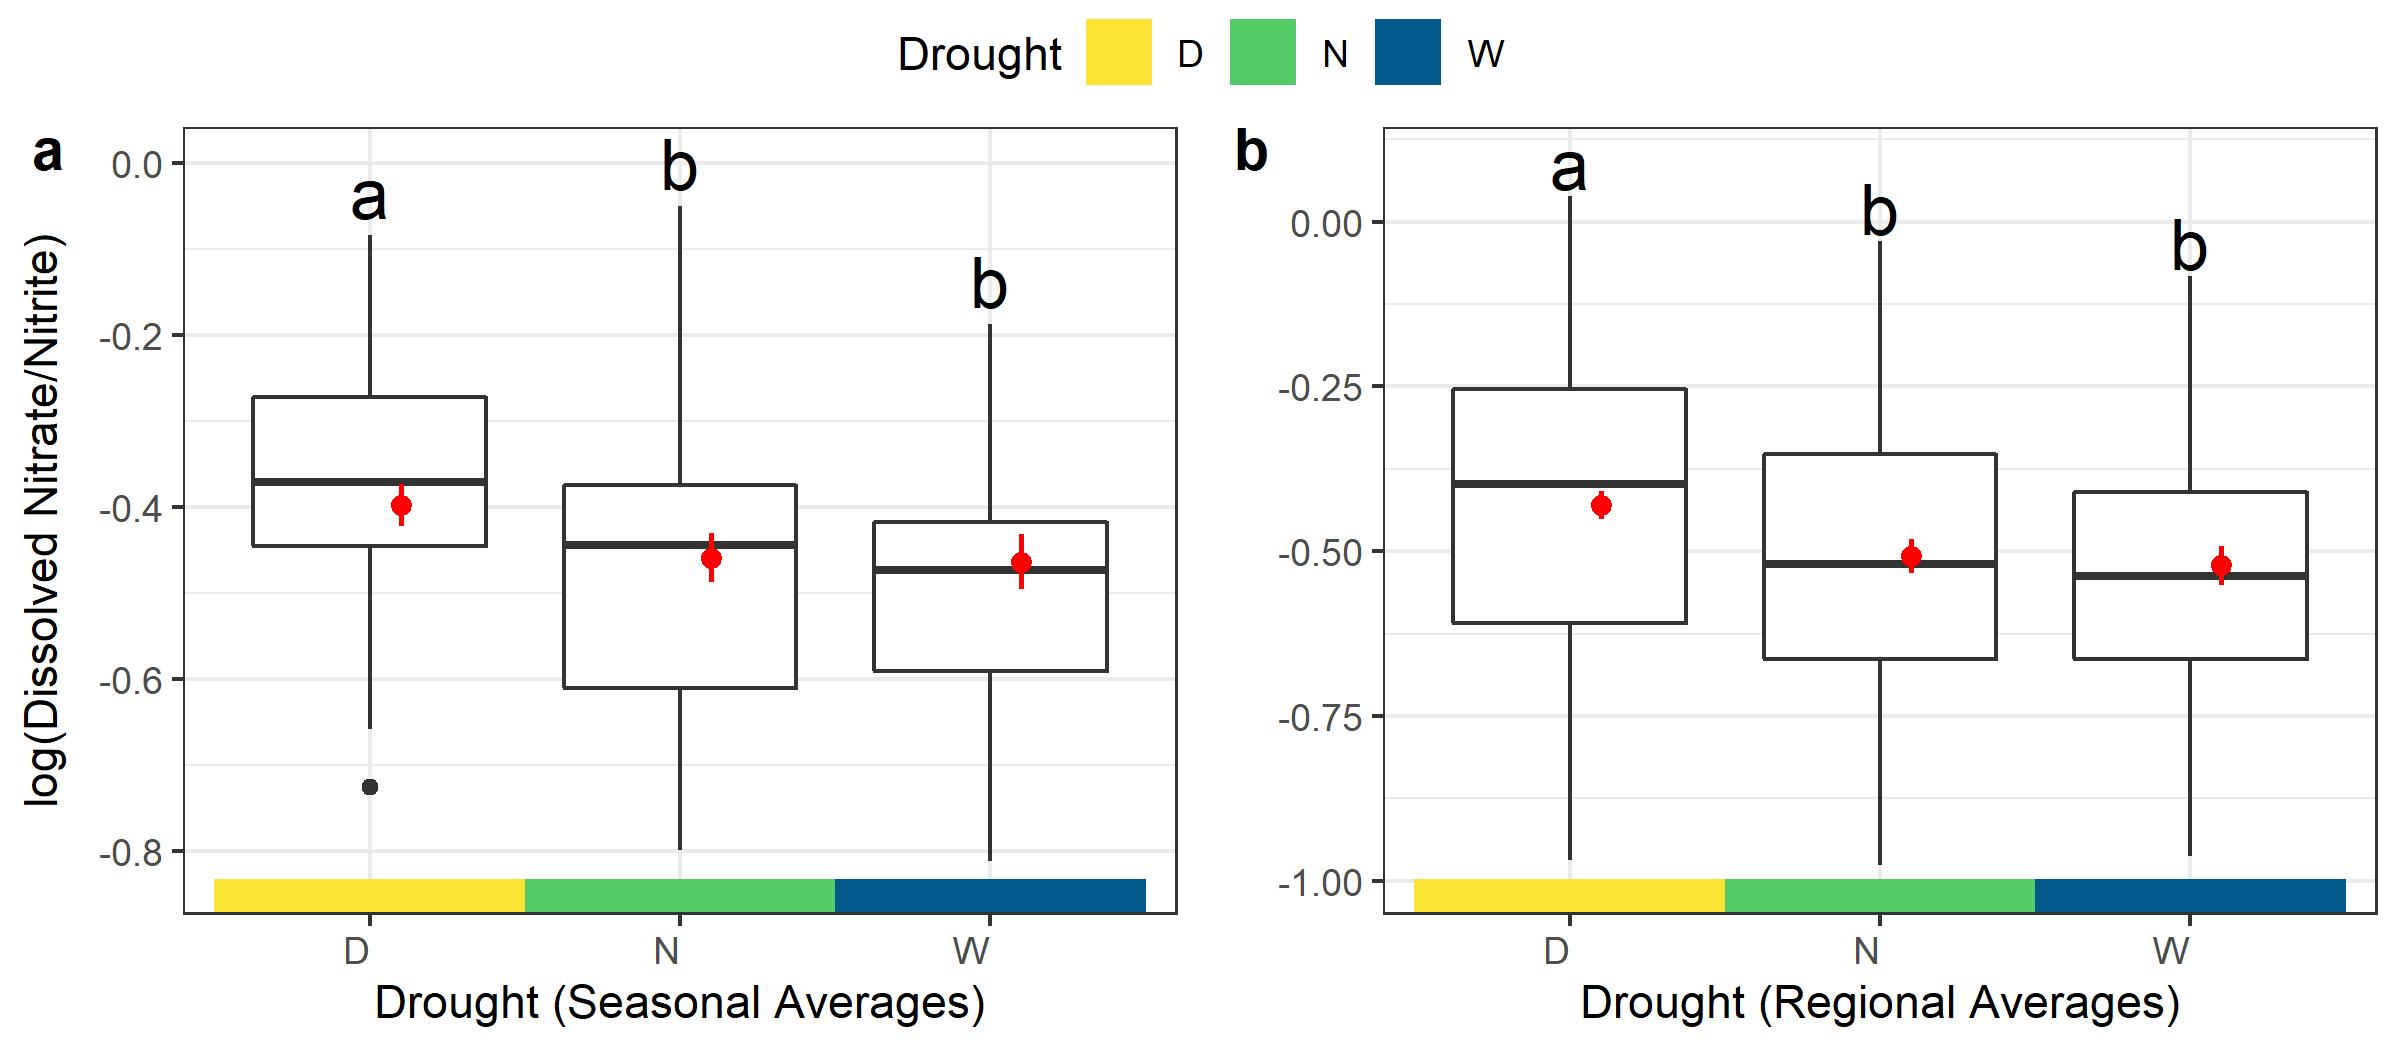 Drought D N W
a
b
log(Dissolved Nitrate/Nitrite)
0.0
-0.2
-0.4
-0.6
-0.8
a
b
b
D N W
Drought (Seasonal Averages)
0.00
-0.25
-0.50
-0.75
-1.00
a
b
b
D N W
Drought (Regional Averages)